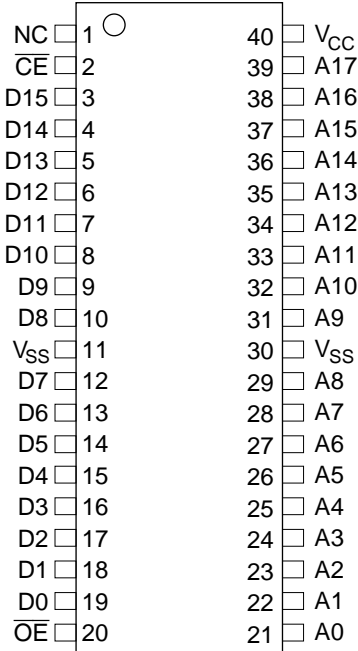 NC 1 40 VCC
CE 2 39 A17
D15 3 38 A16
D14 4 37 A15
D13 5 36 A14
D12 6 35 A13
D11 7 34 A12
D10 8 33 A11
D9 9 32 A10
D8 10 31 A9
VSS 11 30 VSS
D7 12 29 A8
D6 13 28 A7
D5 14 27 A6
D4 15 26 A5
D3 16 25 A4
D2 17 24 A3
D1 18 23 A2
D0 19 22 A1
OE 20 21 A0